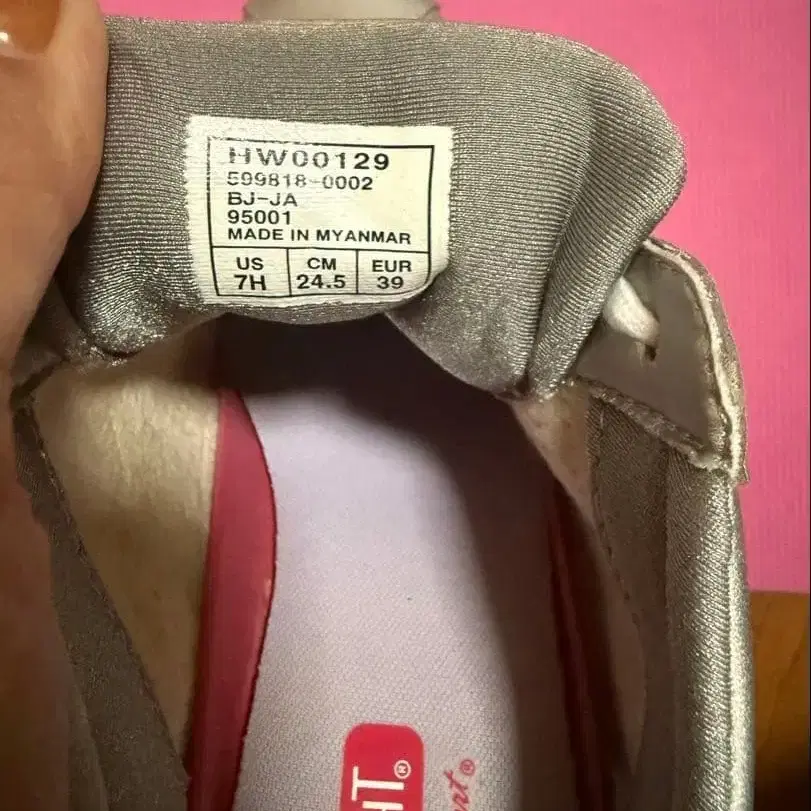 HW00129
599818-0002
BJ-JA
95001
MADE IN MYANMAR
US CM EUR
7H 24.5 39